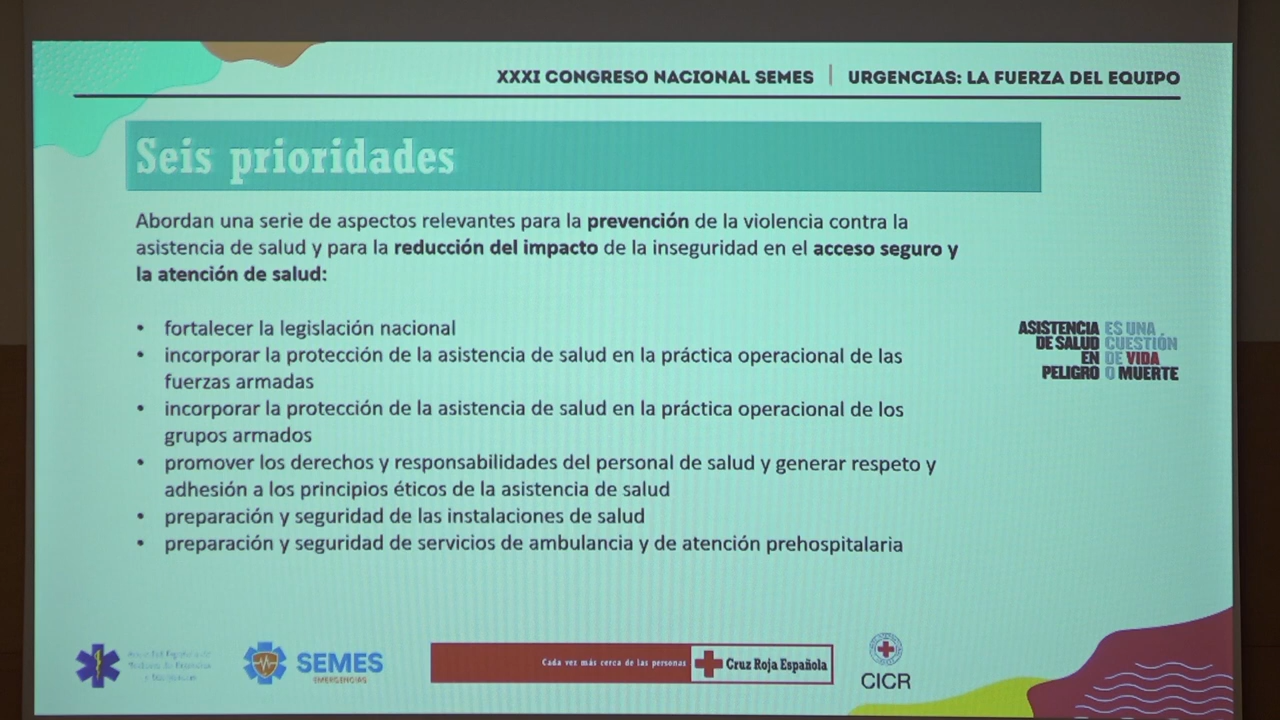 XXXI CONGRESO NACIONAL SEMES | URGENCIAS: LA FUERZA DEL EQUIPO
Seis prioridades
Abordan una serie de aspectos relevantes para la prevención de la violencia contra la
asistencia de salud y para la reducción del impacto de la inseguridad en el acceso seguro y
la atención de salud:
• fortalecer la legislación nacional
• incorporar la protección de la asistencia de salud en la práctica operacional de las
fuerzas armadas
• incorporar la protección de la asistencia de salud en la práctica operacional de los
grupos armados
• promover los derechos y responsabilidades del personal de salud y generar respeto y
adhesión a los principios éticos de la asistencia de salud
• preparación y seguridad de las instalaciones de salud
• preparación y seguridad de servicios de ambulancia y de atención prehospitalaria
ASISTENCIA ES UNA
DE SALUD CUESTIÓN
EN DE VIDA
PELIGRO O MUERTE
SEMES
EMERGENCIAS
Cada vez más cerca de las personas
Cruz Roja Española
CICR